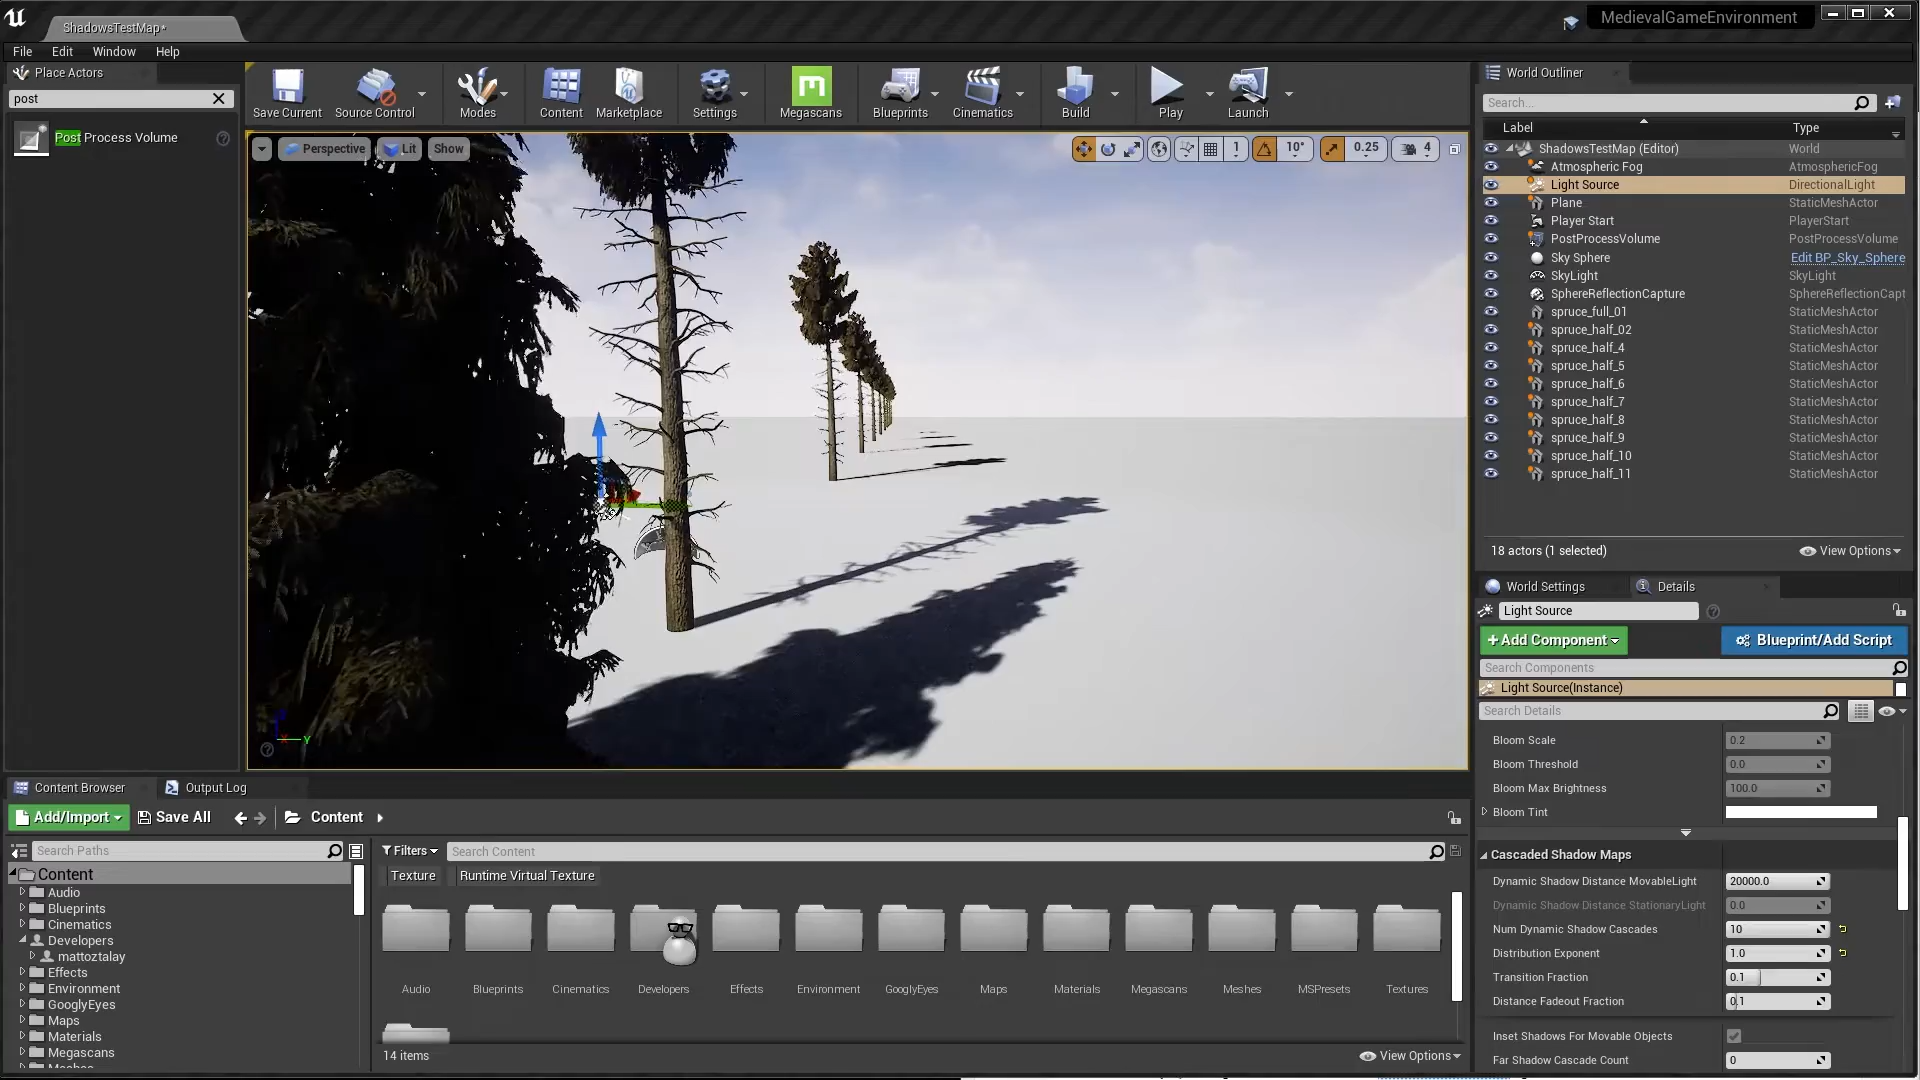 ShadowsTestMap*
MedievalGameEnvironment
File Edit Window Help
Place Actors
post
Post Process Volume
Save Current
Source Control
Modes
Content
Marketplace
Settings
Megascans
Blueprints
Cinematics
Build
Play
Launch
Perspective
Lit
Show
1
10°
0.25
4
Y
World Outliner
Search...
Label Type
ShadowsTestMap (Editor) World
Atmospheric Fog AtmosphericFog
Light Source DirectionalLight
Plane StaticMeshActor
Player Start PlayerStart
PostProcessVolume PostProcessVolume
Sky Sphere Edit BP_Sky_Sphere
SkyLight SkyLight
SphereReflectionCapture SphereReflectionCapt
spruce_full_01 StaticMeshActor
spruce_half_02 StaticMeshActor
spruce_half_4 StaticMeshActor
spruce_half_5 StaticMeshActor
spruce_half_6 StaticMeshActor
spruce_half_7 StaticMeshActor
spruce_half_8 StaticMeshActor
spruce_half_9 StaticMeshActor
spruce_half_10 StaticMeshActor
spruce_half_11 StaticMeshActor
18 actors (1 selected)
View Options
World Settings
Details
Light Source
+Add Component
Blueprint/Add Script
Search Components
Light Source(Instance)
Search Details
Bloom Scale 0.2
Bloom Threshold 0.0
Bloom Max Brightness 100.0
Bloom Tint
Cascaded Shadow Maps
Dynamic Shadow Distance MovableLight 20000.0
Dynamic Shadow Distance StationaryLight 0.0
Num Dynamic Shadow Cascades 10
Distribution Exponent 1.0
Transition Fraction 0.1
Distance Fadeout Fraction 0.1
Inset Shadows For Movable Objects
Far Shadow Cascade Count 0
Content Browser
Output Log
Add/Import
Save All
Content
Search Paths
Content
Audio
Blueprints
Cinematics
Developers
mattoztalay
Effects
Environment
GooglyEyes
Maps
Materials
Megascans
Filters
Search Content
Texture
Runtime Virtual Texture
Audio
Blueprints
Cinematics
Developers
Effects
Environment
GooglyEyes
Maps
Materials
Megascans
Meshes
MSPresets
Textures
14 items
View Options